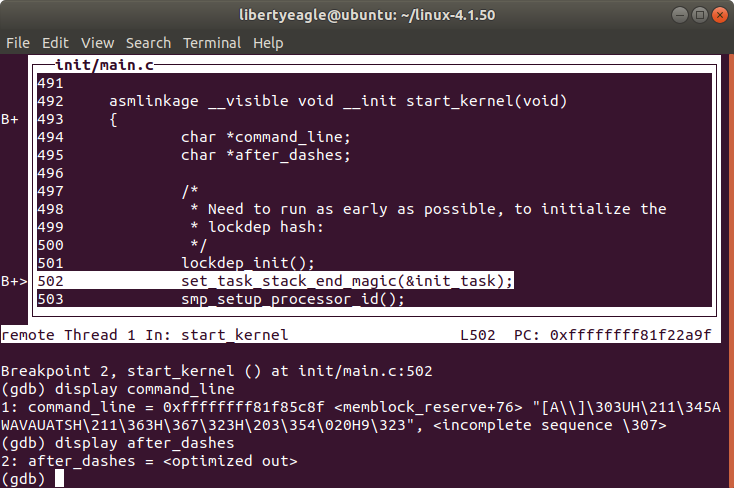 libertyeagle@ubuntu: ~/linux-4.1.50
File Edit View Search Terminal Help
init/main.c
491
492 asmlinkage __visible void __init start_kernel(void)
B+ 493 {
494 char *command_line;
495 char *after_dashes;
496
497 /*
498 * Need to run as early as possible, to initialize the
499 * lockdep hash:
500 */
501 lockdep_init();
B+> 502 set_task_stack_end_magic(&init_task);
503 smp_setup_processor_id();
remote Thread 1 In: start_kernel L502 PC: 0xffffffff81f22a9f
Breakpoint 2, start_kernel () at init/main.c:502
(gdb) display command_line
1: command_line = 0xffffffff81f85c8f <memblock_reserve+76> "[A\\]\303UH\211\345A
WAVAUATSH\211\363H\367\323H\203\354\020H9\323", <incomplete sequence \307>
(gdb) display after_dashes
2: after_dashes = <optimized out>
(gdb)